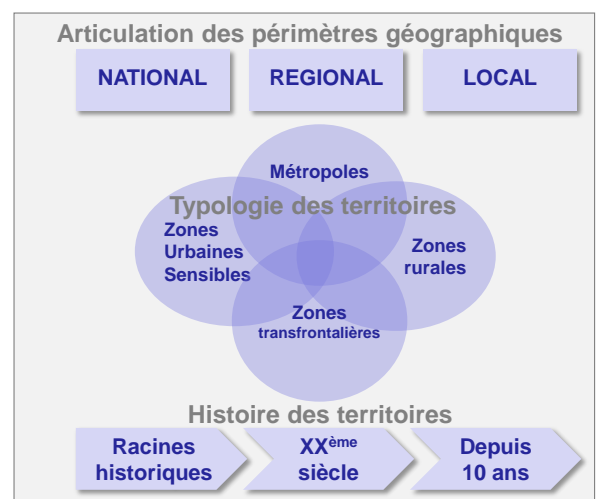 Articulation des périmètres géographiques
NATIONAL REGIONAL LOCAL
Métropoles
Typologie des territoires
Zones
Urbaines
Sensibles
Zones
rurales
Zones
transfrontalières
Histoire des territoires
Racines
historiques
XXème
siècle
Depuis
10 ans